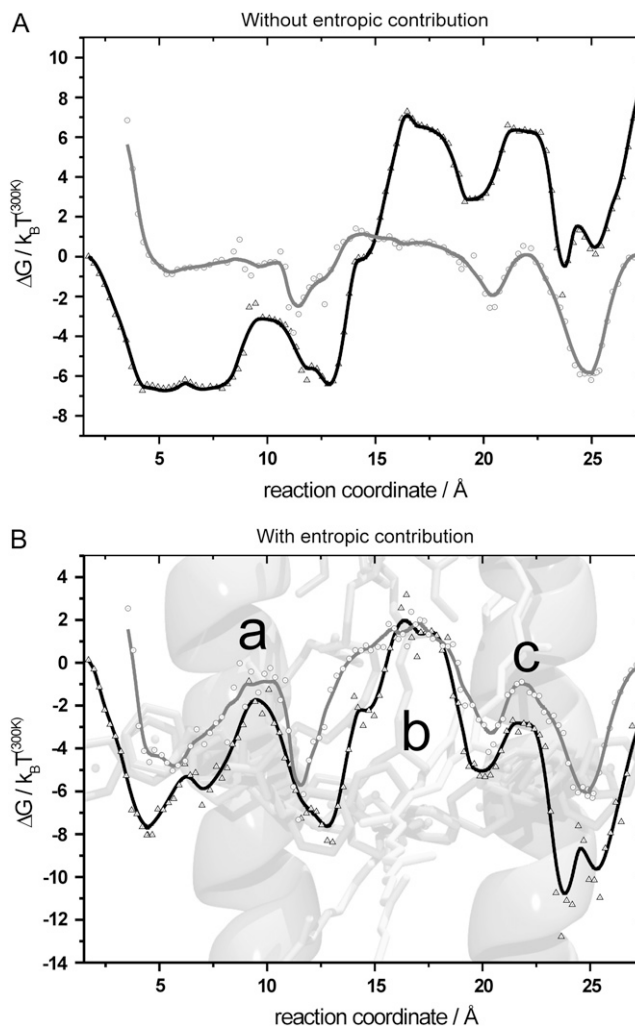 A
Without entropic contribution
10
8
6
4
2
0
-2
-4
-6
-8
ΔG / k_B T^(300K)
5 10 15 20 25
reaction coordinate / Å
B
With entropic contribution
4
2
0
-2
-4
-6
-8
-10
-12
-14
ΔG / k_B T^(300K)
a
b
c
5 10 15 20 25
reaction coordinate / Å